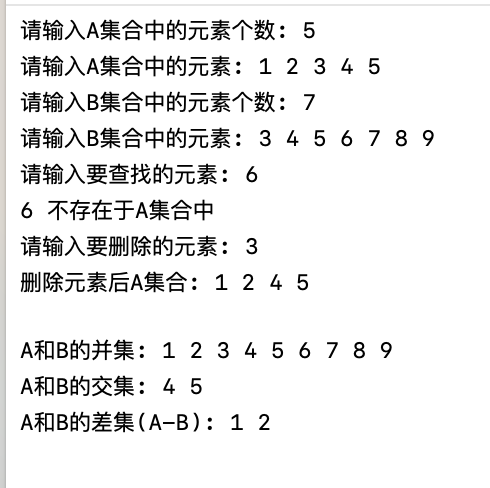 请输入A集合中的元素个数: 5
请输入A集合中的元素: 1 2 3 4 5
请输入B集合中的元素个数: 7
请输入B集合中的元素: 3 4 5 6 7 8 9
请输入要查找的元素: 6
6 不存在于A集合中
请输入要删除的元素: 3
删除元素后A集合: 1 2 4 5
A和B的并集: 1 2 3 4 5 6 7 8 9
A和B的交集: 4 5
A和B的差集(A-B): 1 2